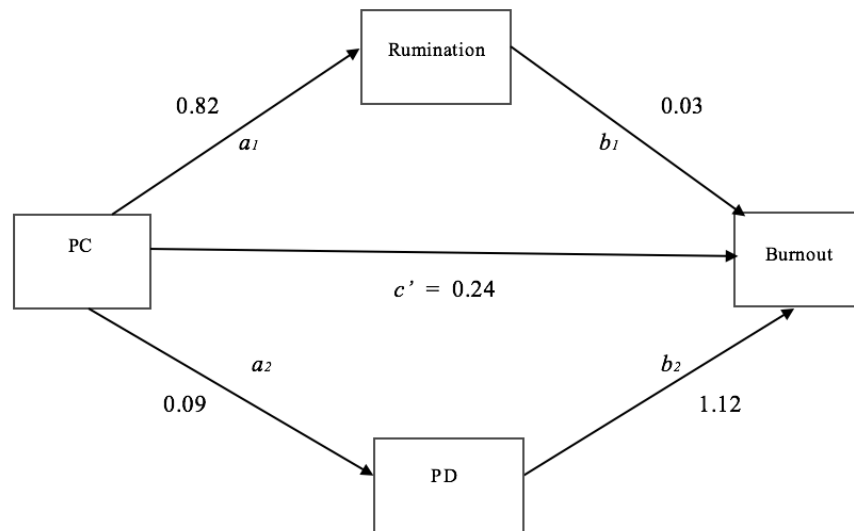 Rumination
0.82
0.03
a1
b1
PC
Burnout
c’ = 0.24
a2
b2
0.09
1.12
PD